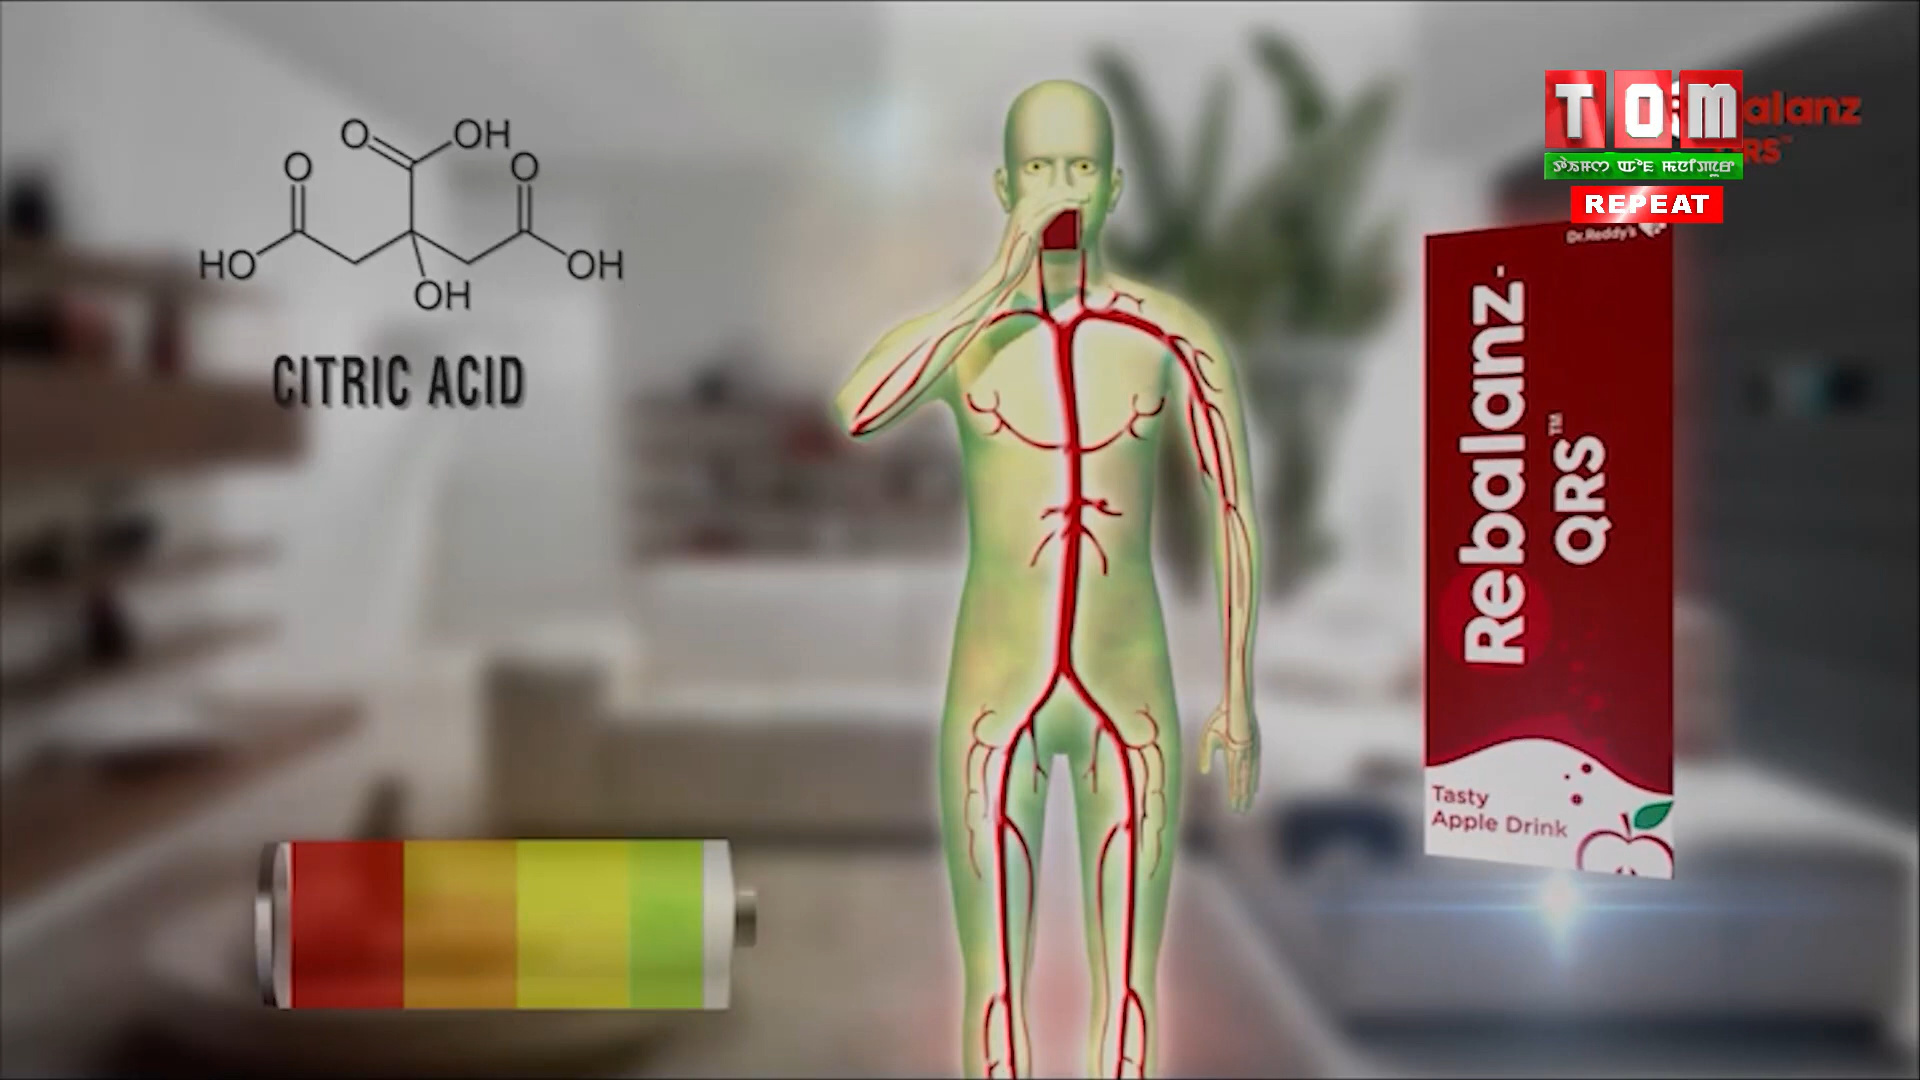 TOM
alanz
RS™
REPEAT
O
OH
O
O
HO
OH
OH
CITRIC ACID
Dr.Reddy's
Rebalanz
QRS™
Tasty
Apple Drink